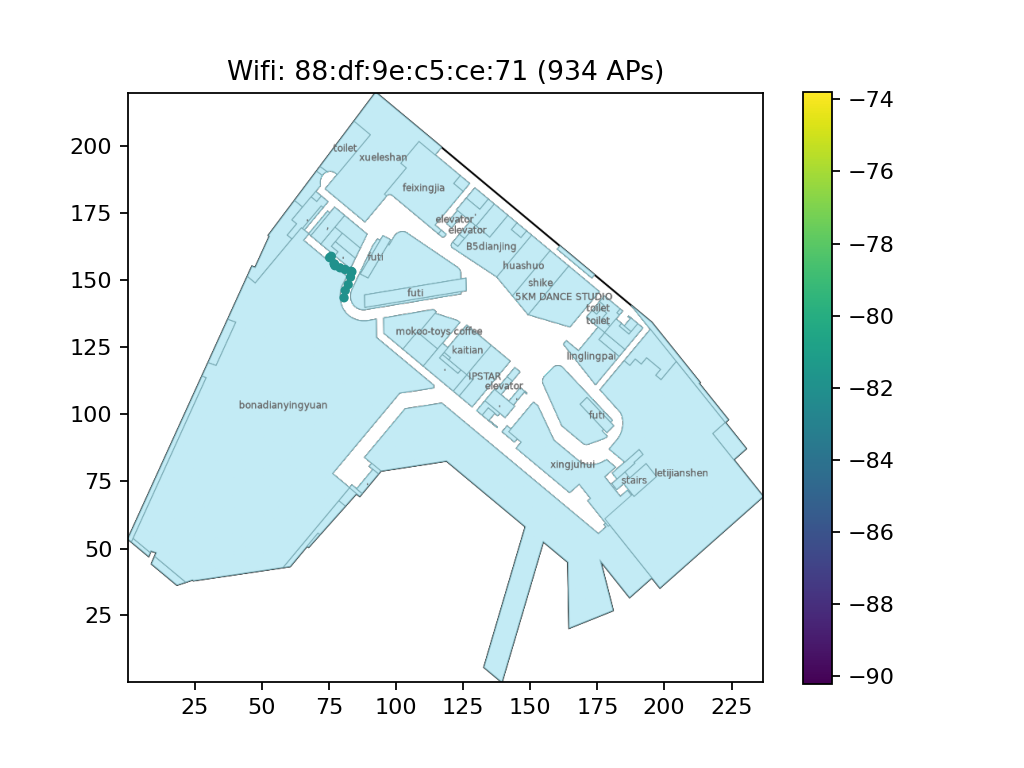 Wifi: 88:df:9e:c5:ce:71 (934 APs)
200
175
150
125
100
75
50
25
25
50
75
100
125
150
175
200
225
−74
−76
−78
−80
−82
−84
−86
−88
−90
toilet
xueleshan
feixingjia
elevator
elevator
B5dianjing
futi
huashuo
shike
futi
5KM DANCE STUDIO
toilet
toilet
mokoo-toys coffee
kaitian
linglingpai
IPSTAR
elevator
bonadianyingyuan
futi
xingjuhui
letijianshen
stairs